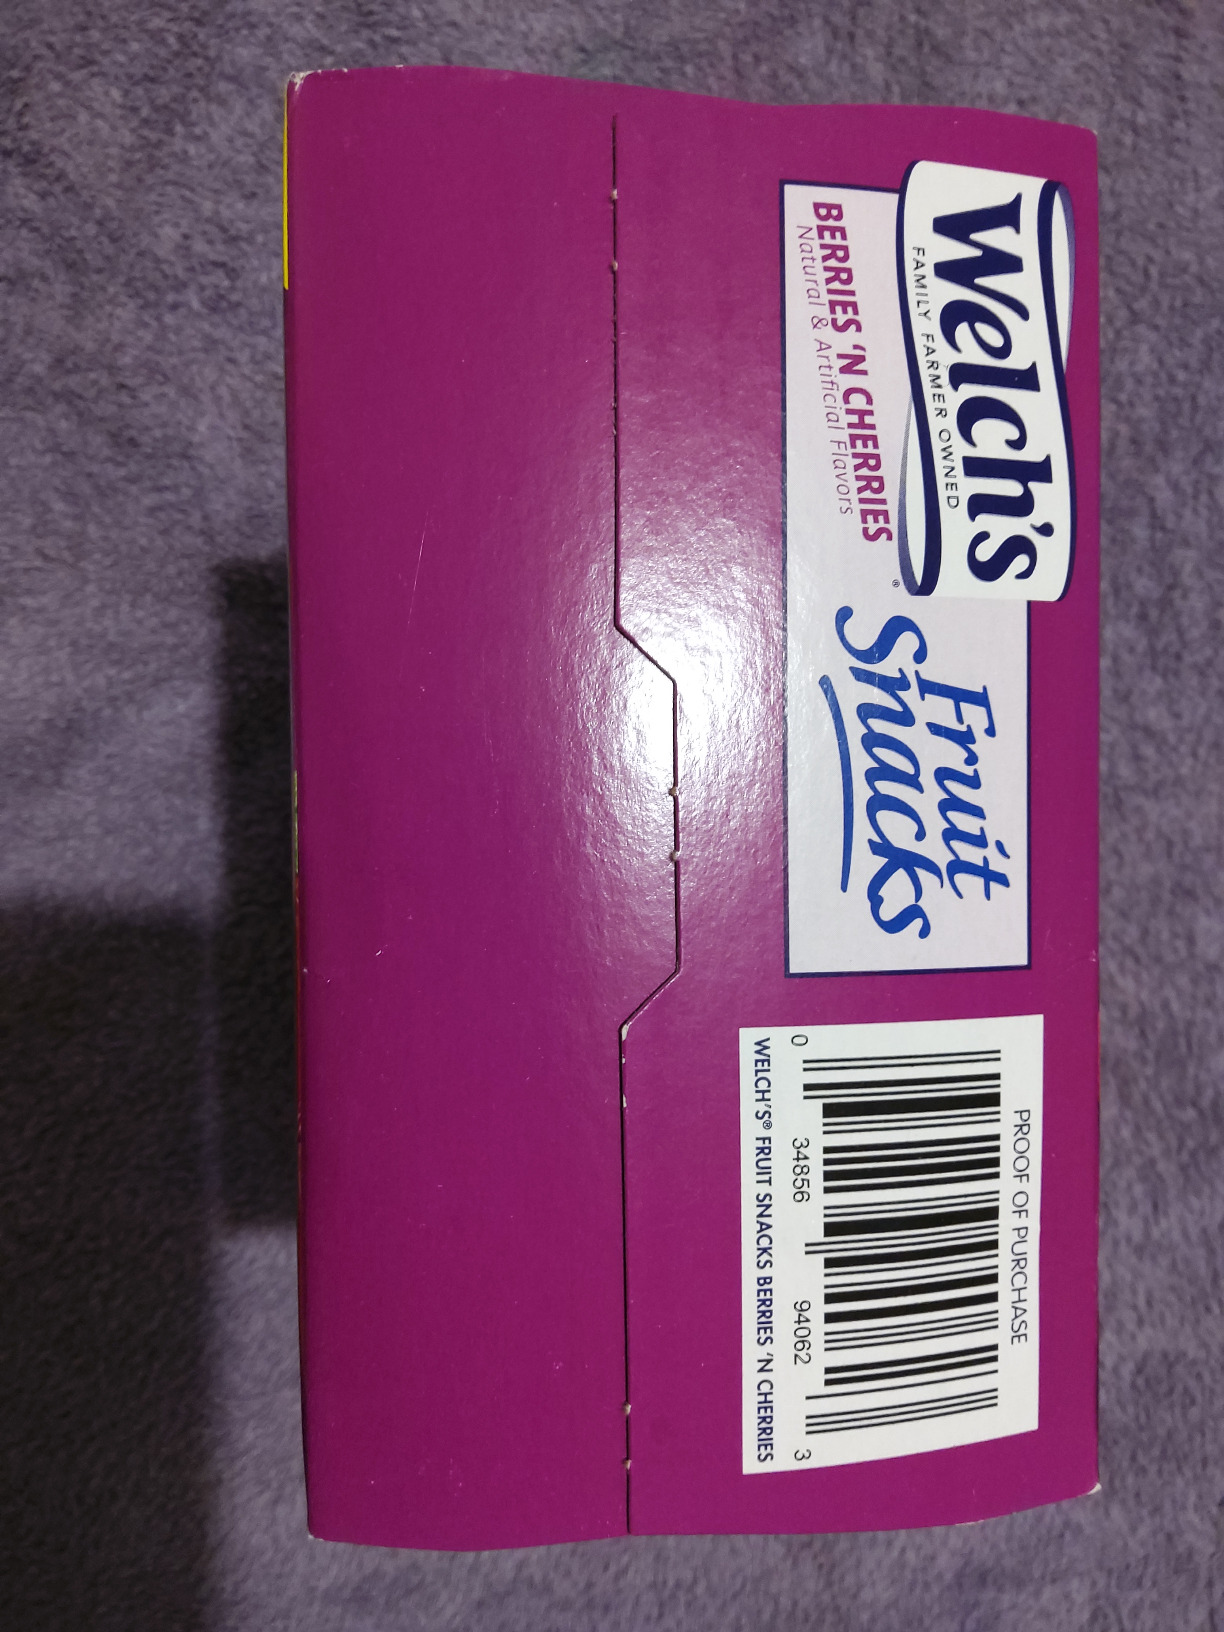 Welch's
FAMILY FARMER OWNED
®
BERRIES 'N CHERRIES
Natural & Artificial Flavors
Fruit
Snacks
PROOF OF PURCHASE
0 34856 94062 3
WELCH'S® FRUIT SNACKS BERRIES 'N CHERRIES